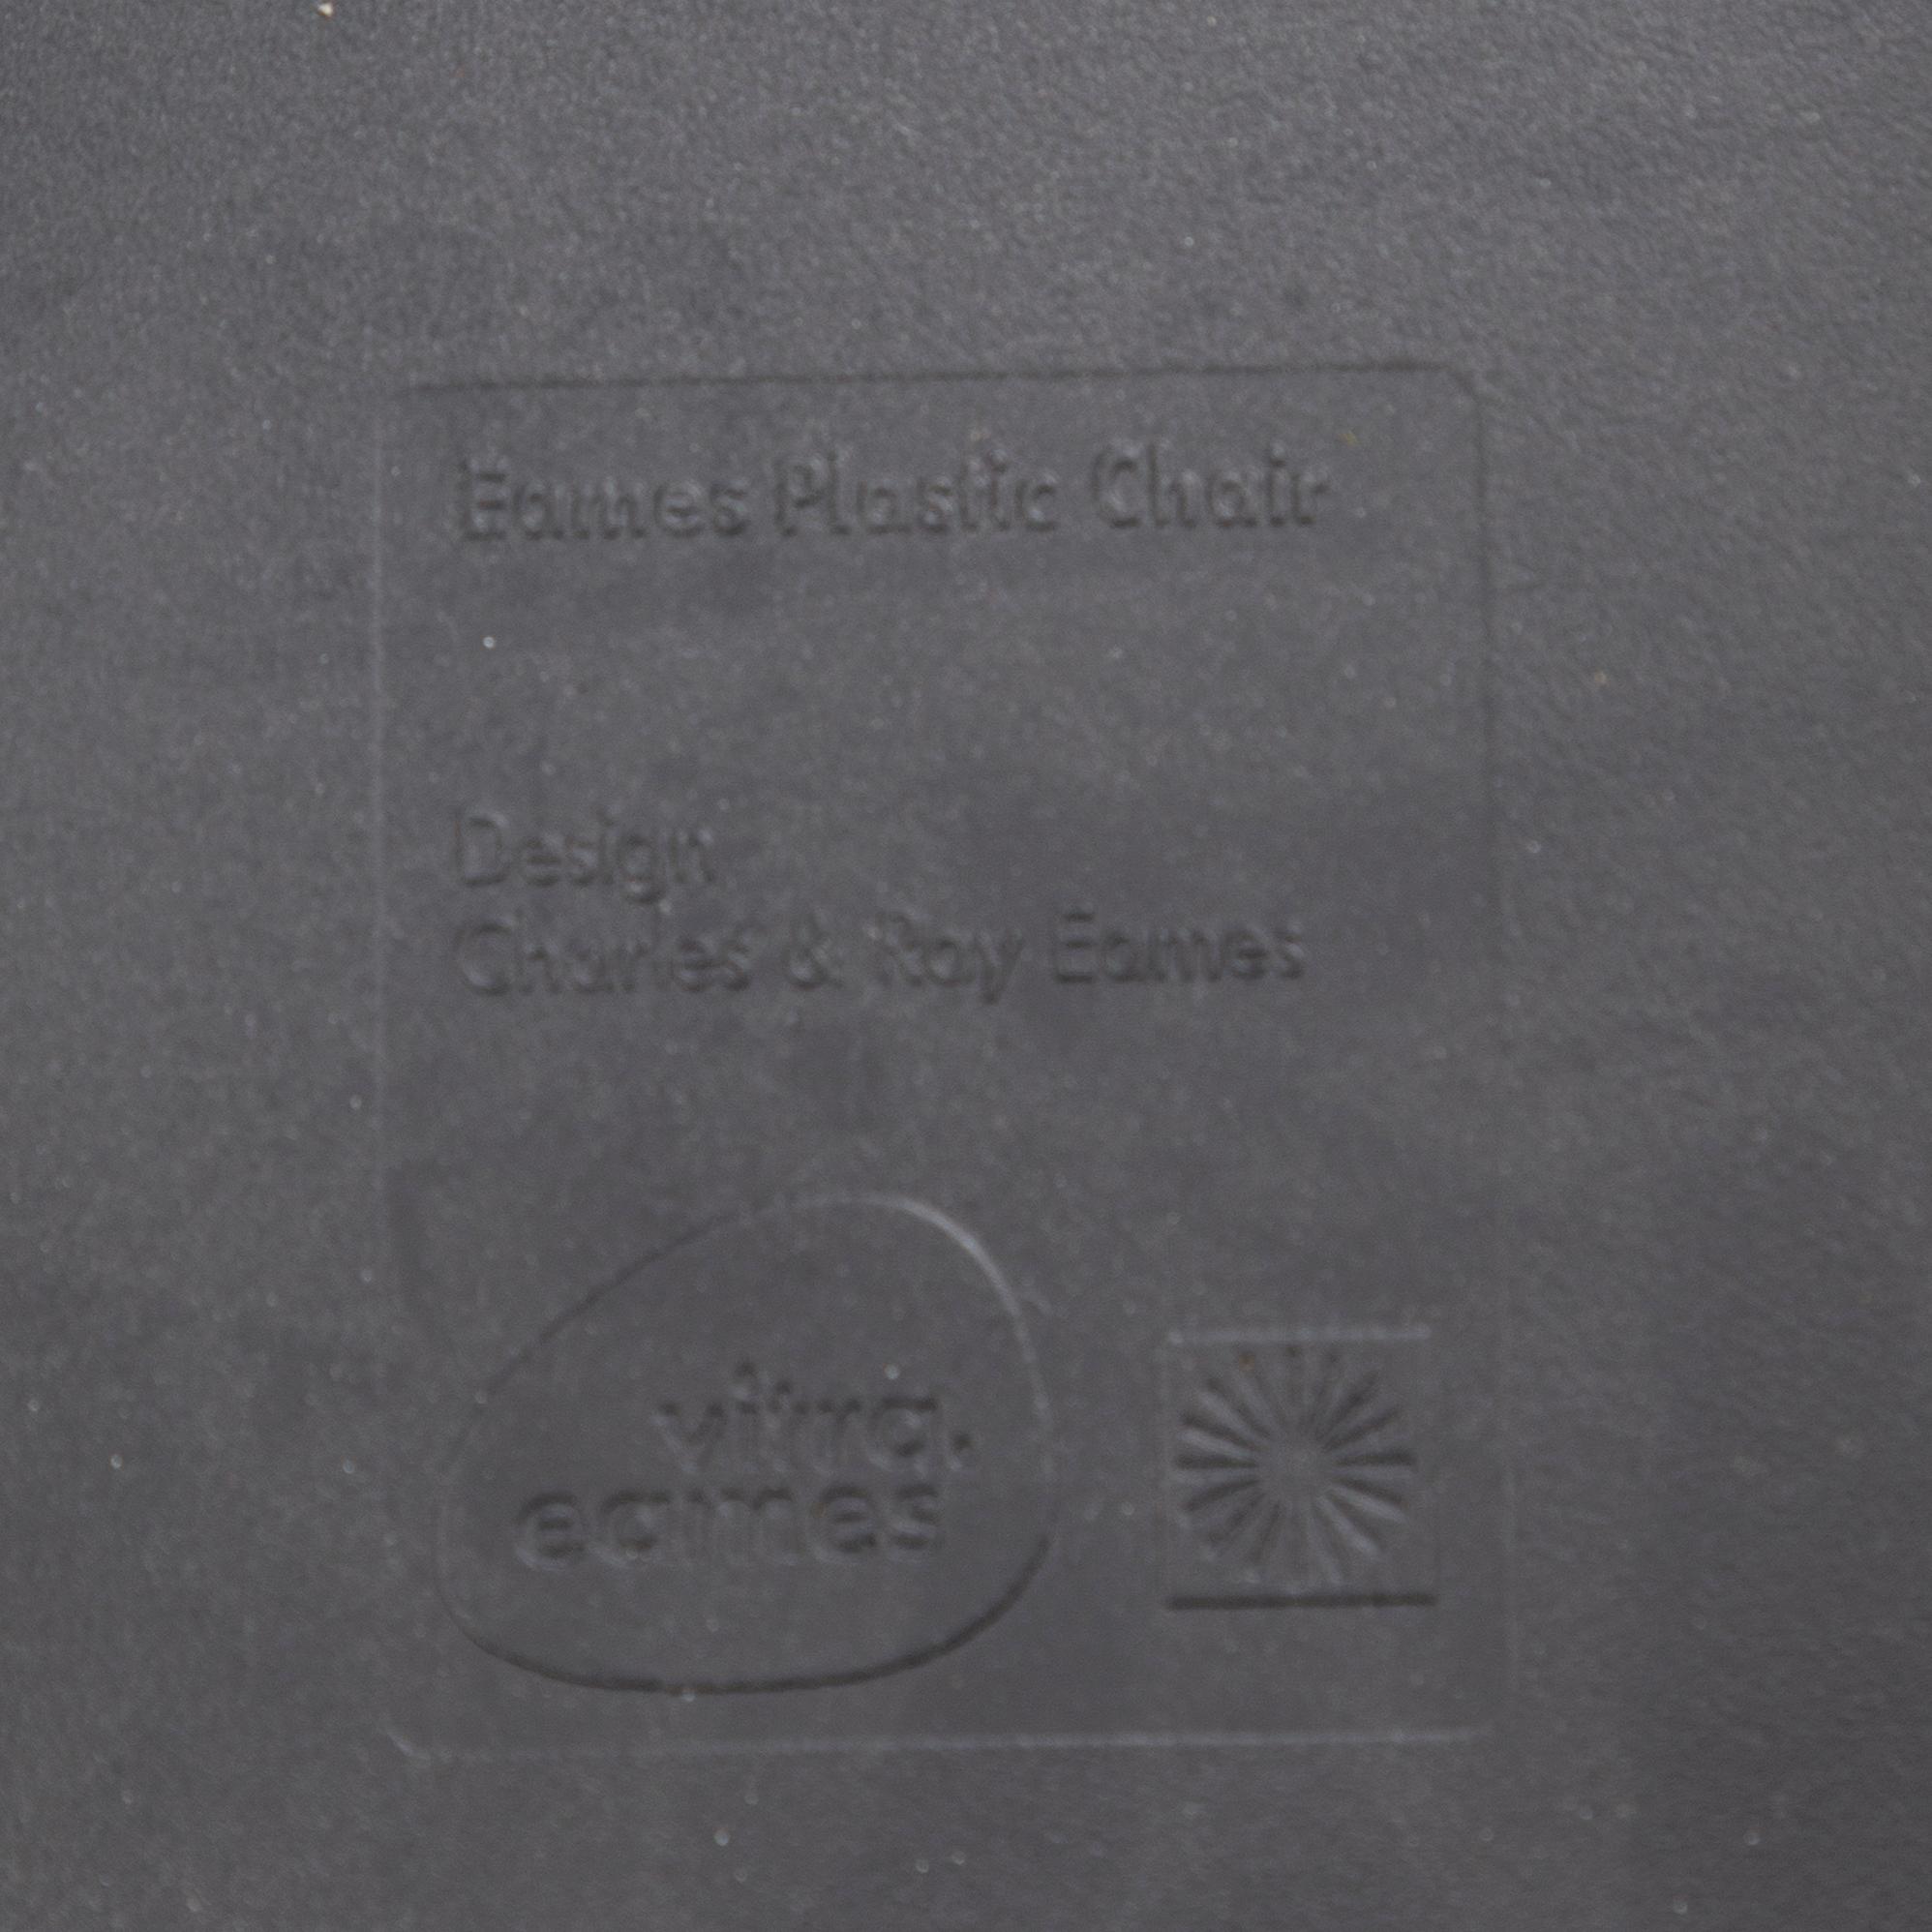 Eames Plastic Chair
Design
Charles & Ray Eames
vitra.
eames